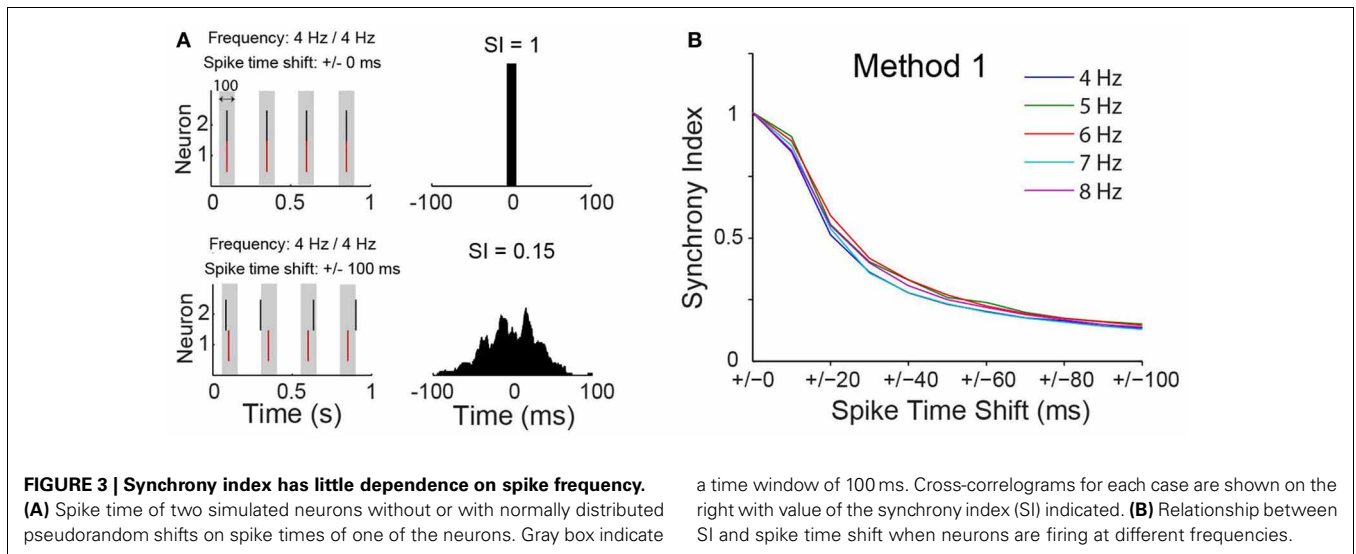 A
Frequency: 4 Hz / 4 Hz
Spike time shift: +/- 0 ms
100
Neuron
2
1
0 0.5 1
SI = 1
-100 0 100
Frequency: 4 Hz / 4 Hz
Spike time shift: +/- 100 ms
Neuron
2
1
0 0.5 1
Time (s)
SI = 0.15
-100 0 100
Time (ms)
B
Method 1
4 Hz
5 Hz
6 Hz
7 Hz
8 Hz
Synchrony Index
1
0.5
0
+/−0 +/−20 +/−40 +/−60 +/−80 +/−100
Spike Time Shift (ms)
FIGURE 3 | Synchrony index has little dependence on spike frequency.
(A) Spike time of two simulated neurons without or with normally distributed
pseudorandom shifts on spike times of one of the neurons. Gray box indicate
a time window of 100 ms. Cross-correlograms for each case are shown on the
right with value of the synchrony index (SI) indicated. (B) Relationship between
SI and spike time shift when neurons are firing at different frequencies.